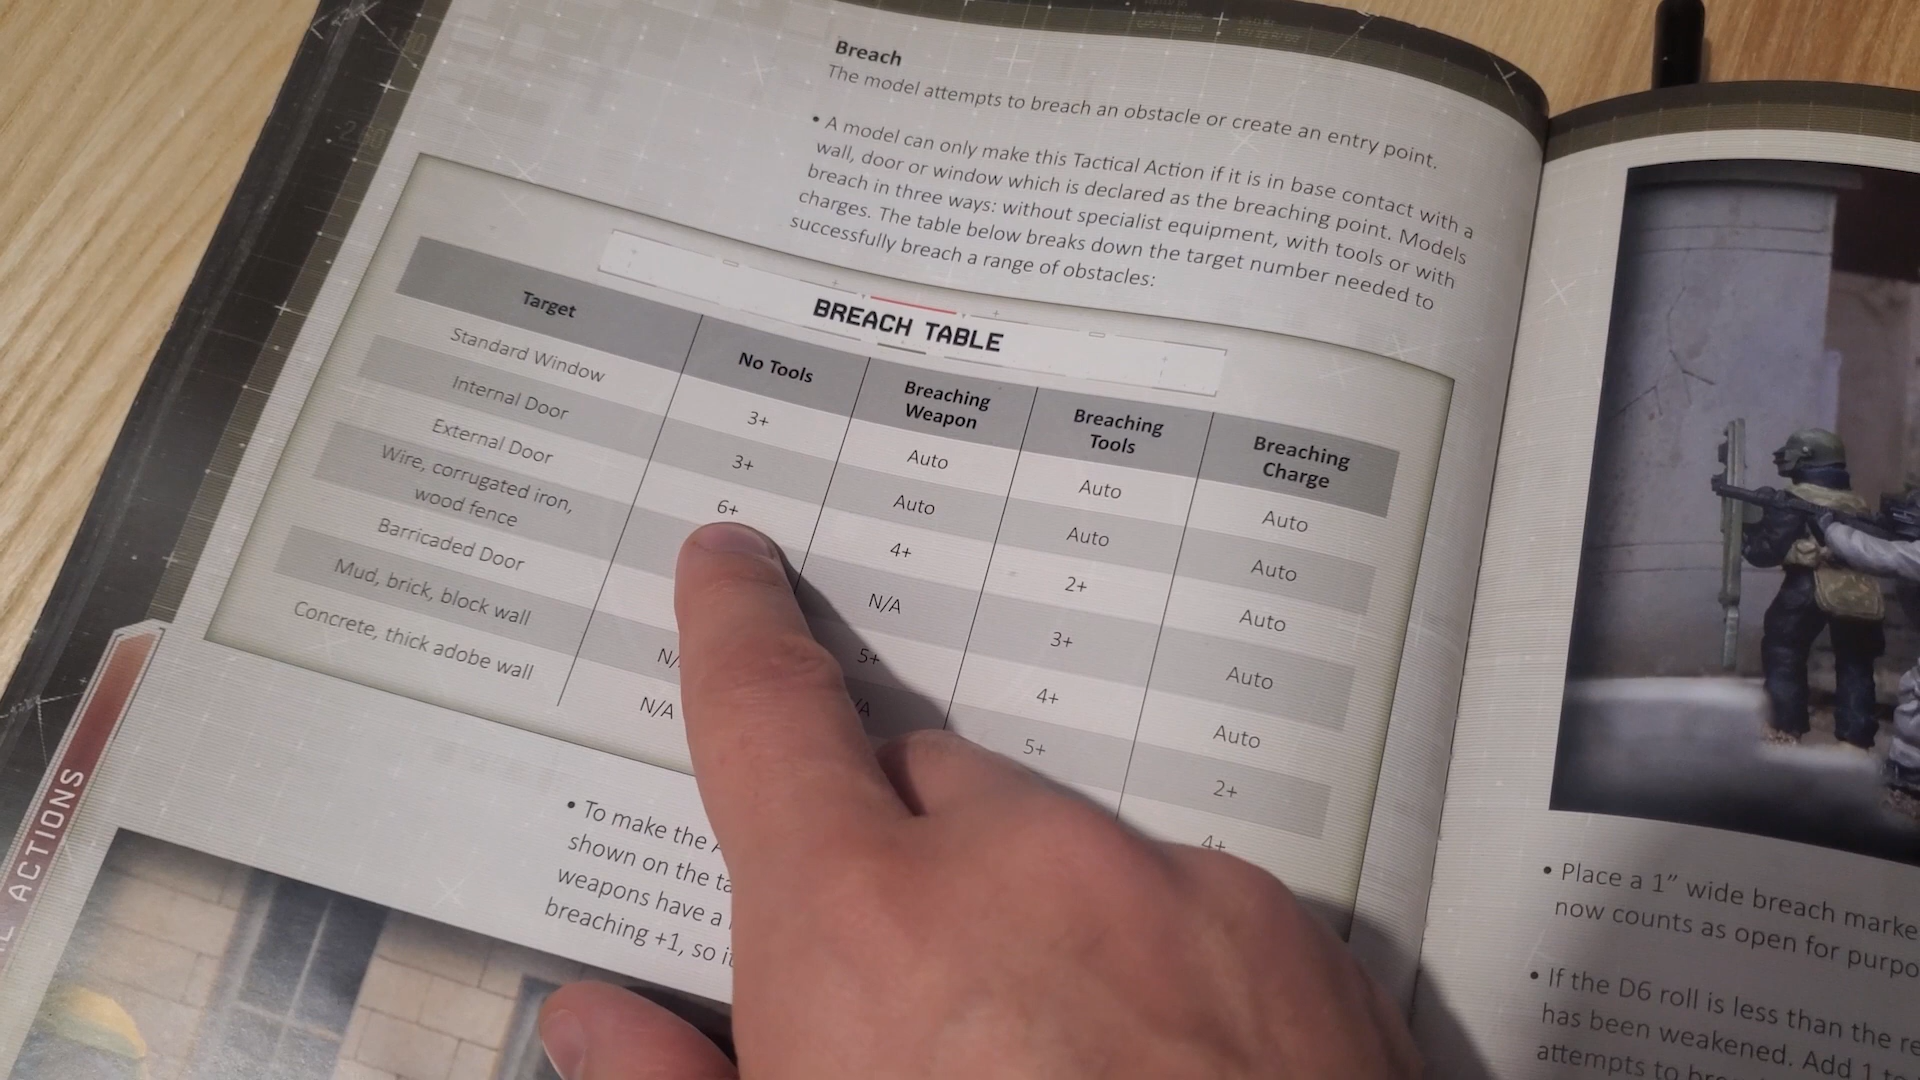 Breach
The model attempts to breach an obstacle or create an entry point.
• A model can only make this Tactical Action if it is in base contact with a
wall, door or window which is declared as the breaching point. Models
breach in three ways: without specialist equipment, with tools or with
charges. The table below breaks down the target number needed to
successfully breach a range of obstacles:
BREACH TABLE
Target No Tools Breaching Weapon Breaching Tools Breaching Charge
Standard Window 3+ Auto Auto Auto
Internal Door 3+ Auto Auto Auto
External Door 6+ 4+ 2+ Auto
Wire, corrugated iron,
wood fence N/A 3+ Auto
Barricaded Door 5+ 4+ Auto
Mud, brick, block wall 5+ 2+
Concrete, thick adobe wall N/A 4+
• To make the
shown on the
weapons have a
breaching +1, so
ACTIONS
• Place a 1” wide breach
now counts as open for
• If the D6 roll is less than the
has been weakened. Add 1
attempts to